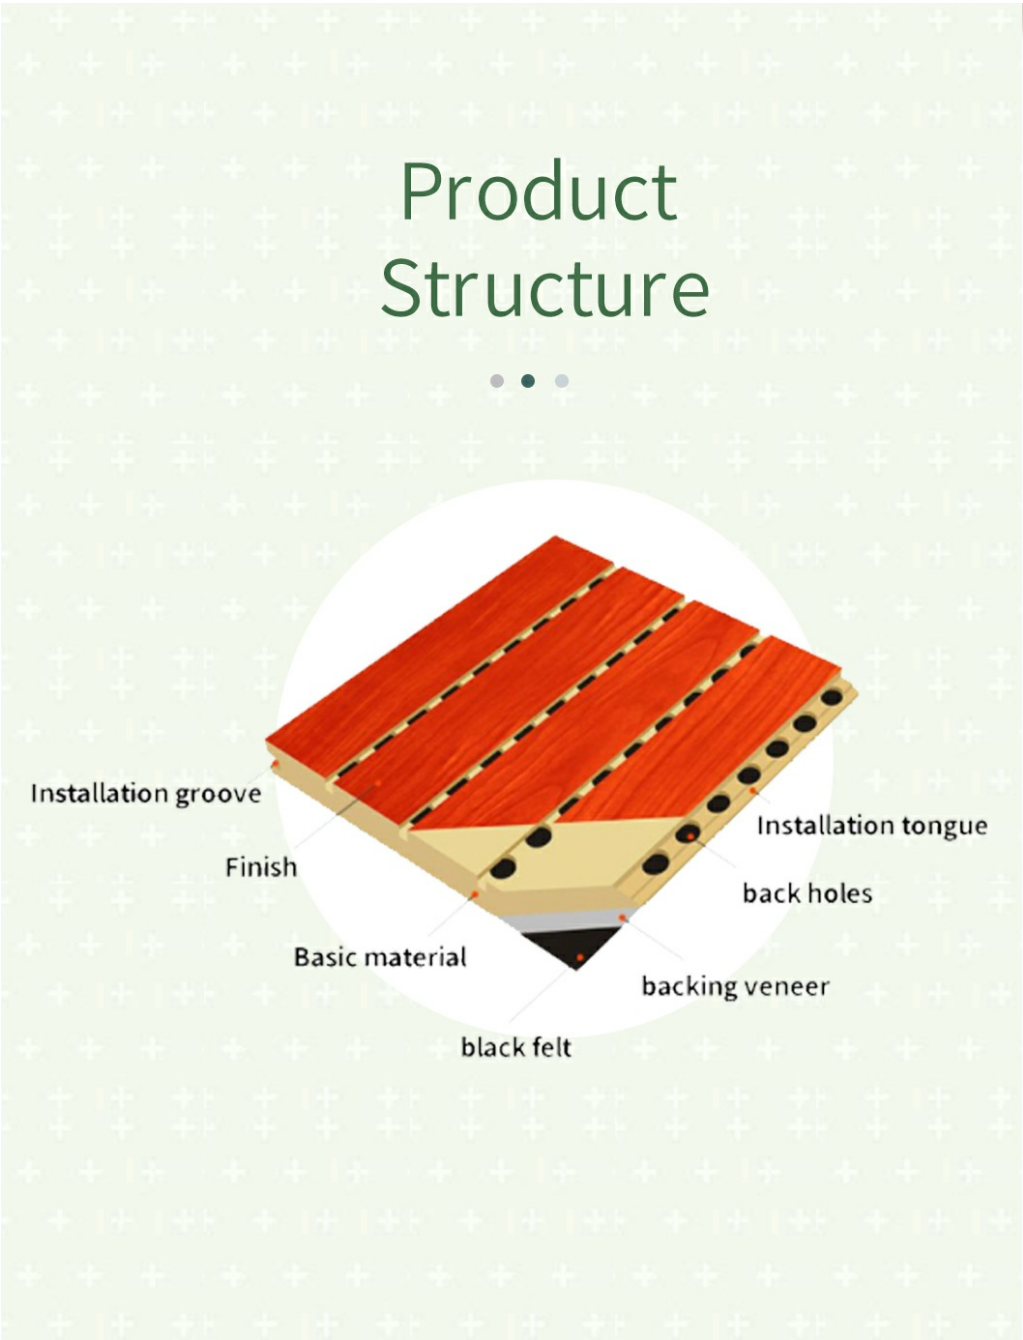 Product
Structure
Installation groove
Installation tongue
Finish
back holes
Basic material
backing veneer
black felt